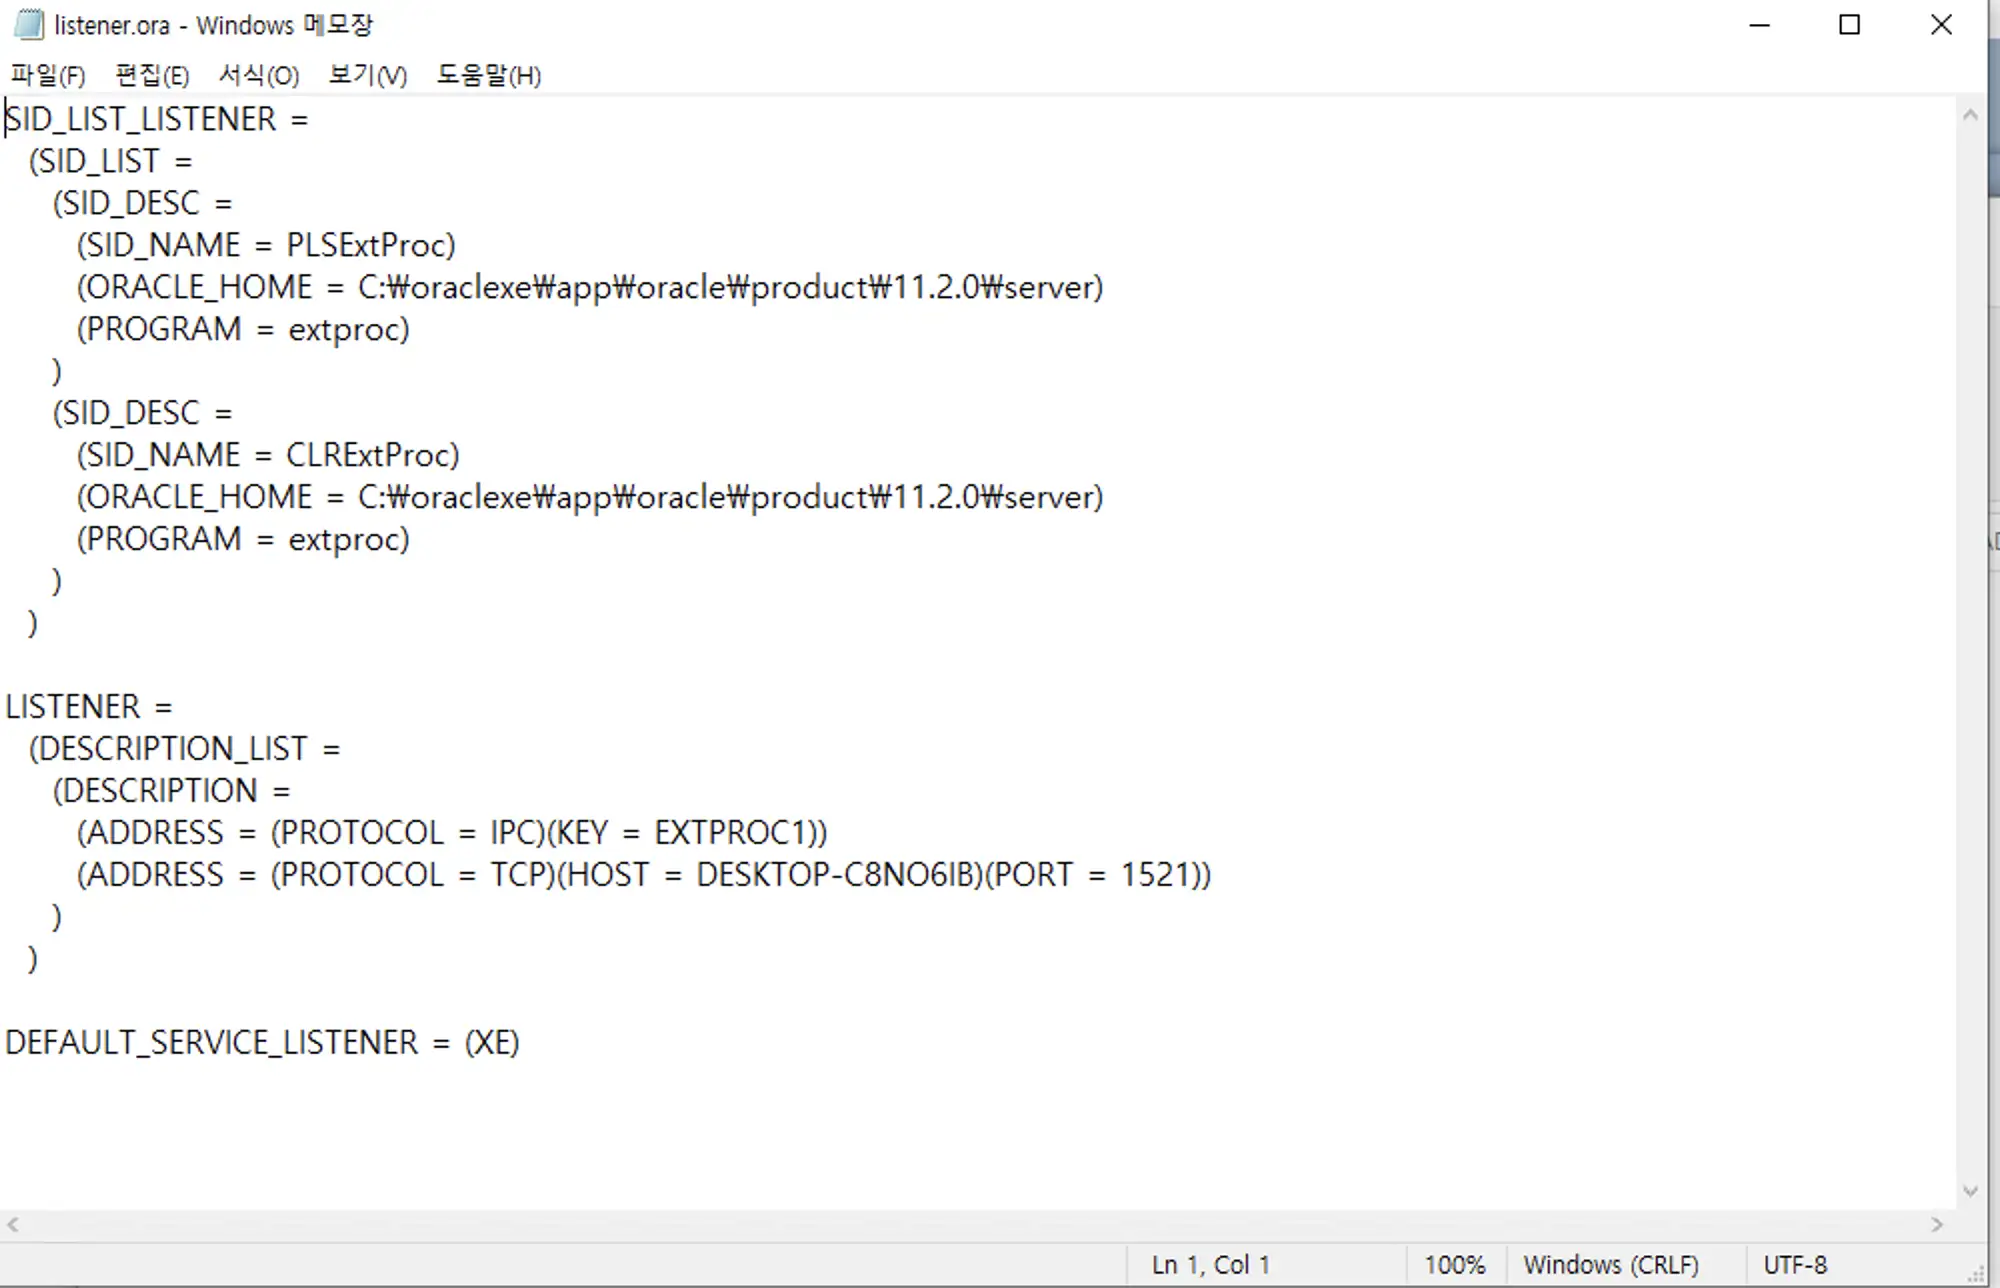 listener.ora - Windows 메모장
파일(F) 편집(E) 서식(O) 보기(V) 도움말(H)
SID_LIST_LISTENER =
(SID_LIST =
(SID_DESC =
(SID_NAME = PLSExtProc)
(ORACLE_HOME = C:₩oraclexe₩app₩oracle₩product₩11.2.0₩server)
(PROGRAM = extproc)
)
(SID_DESC =
(SID_NAME = CLRExtProc)
(ORACLE_HOME = C:₩oraclexe₩app₩oracle₩product₩11.2.0₩server)
(PROGRAM = extproc)
)
)
LISTENER =
(DESCRIPTION_LIST =
(DESCRIPTION =
(ADDRESS = (PROTOCOL = IPC)(KEY = EXTPROC1))
(ADDRESS = (PROTOCOL = TCP)(HOST = DESKTOP-C8NO6IB)(PORT = 1521))
)
)
DEFAULT_SERVICE_LISTENER = (XE)
Ln 1, Col 1 100% Windows (CRLF) UTF-8